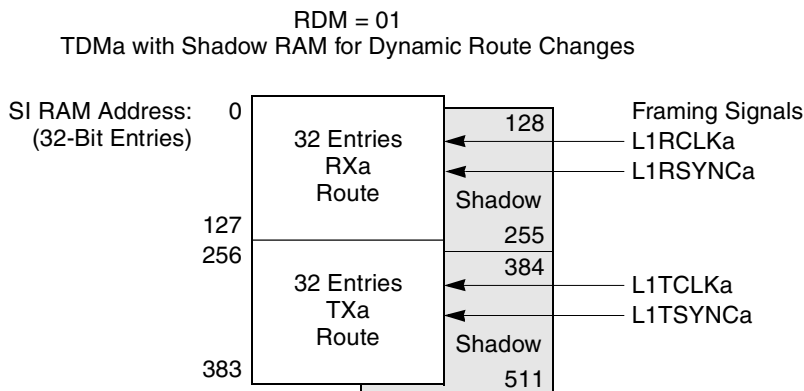 RDM = 01
TDMa with Shadow RAM for Dynamic Route Changes
SI RAM Address:
(32-Bit Entries)
0
32 Entries
RXa
Route
127
256
32 Entries
TXa
Route
383
128
Shadow
255
384
Shadow
511
Framing Signals
L1RCLKa
L1RSYNCa
L1TCLKa
L1TSYNCa